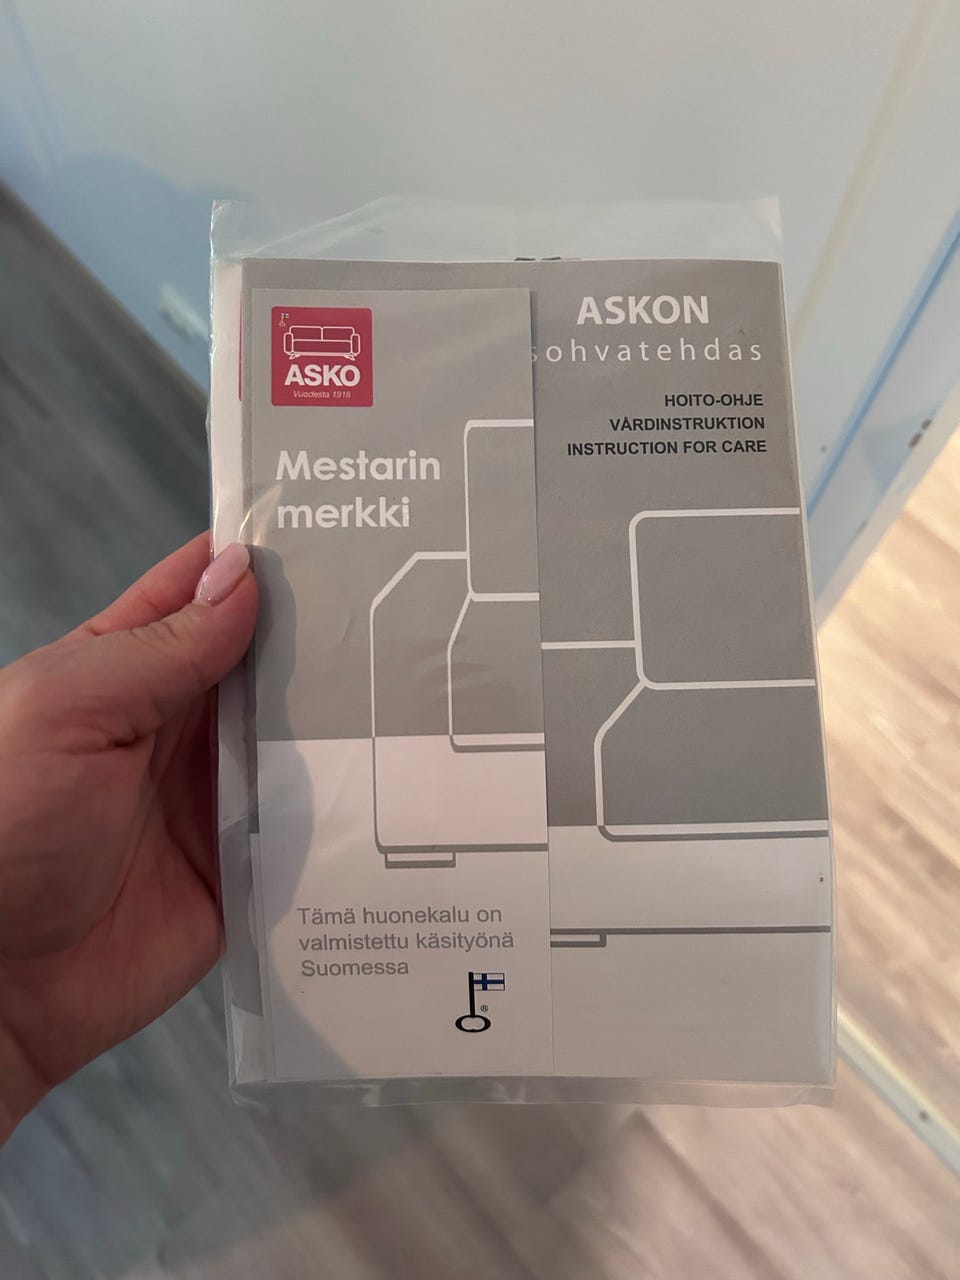 ASKO
Vuodesta 1918
Mestarin
merkki
Tämä huonekalu on
valmistettu käsityönä
Suomessa
®
ASKON
sohvatehdas
HOITO-OHJE
VÅRDINSTRUKTION
INSTRUCTION FOR CARE